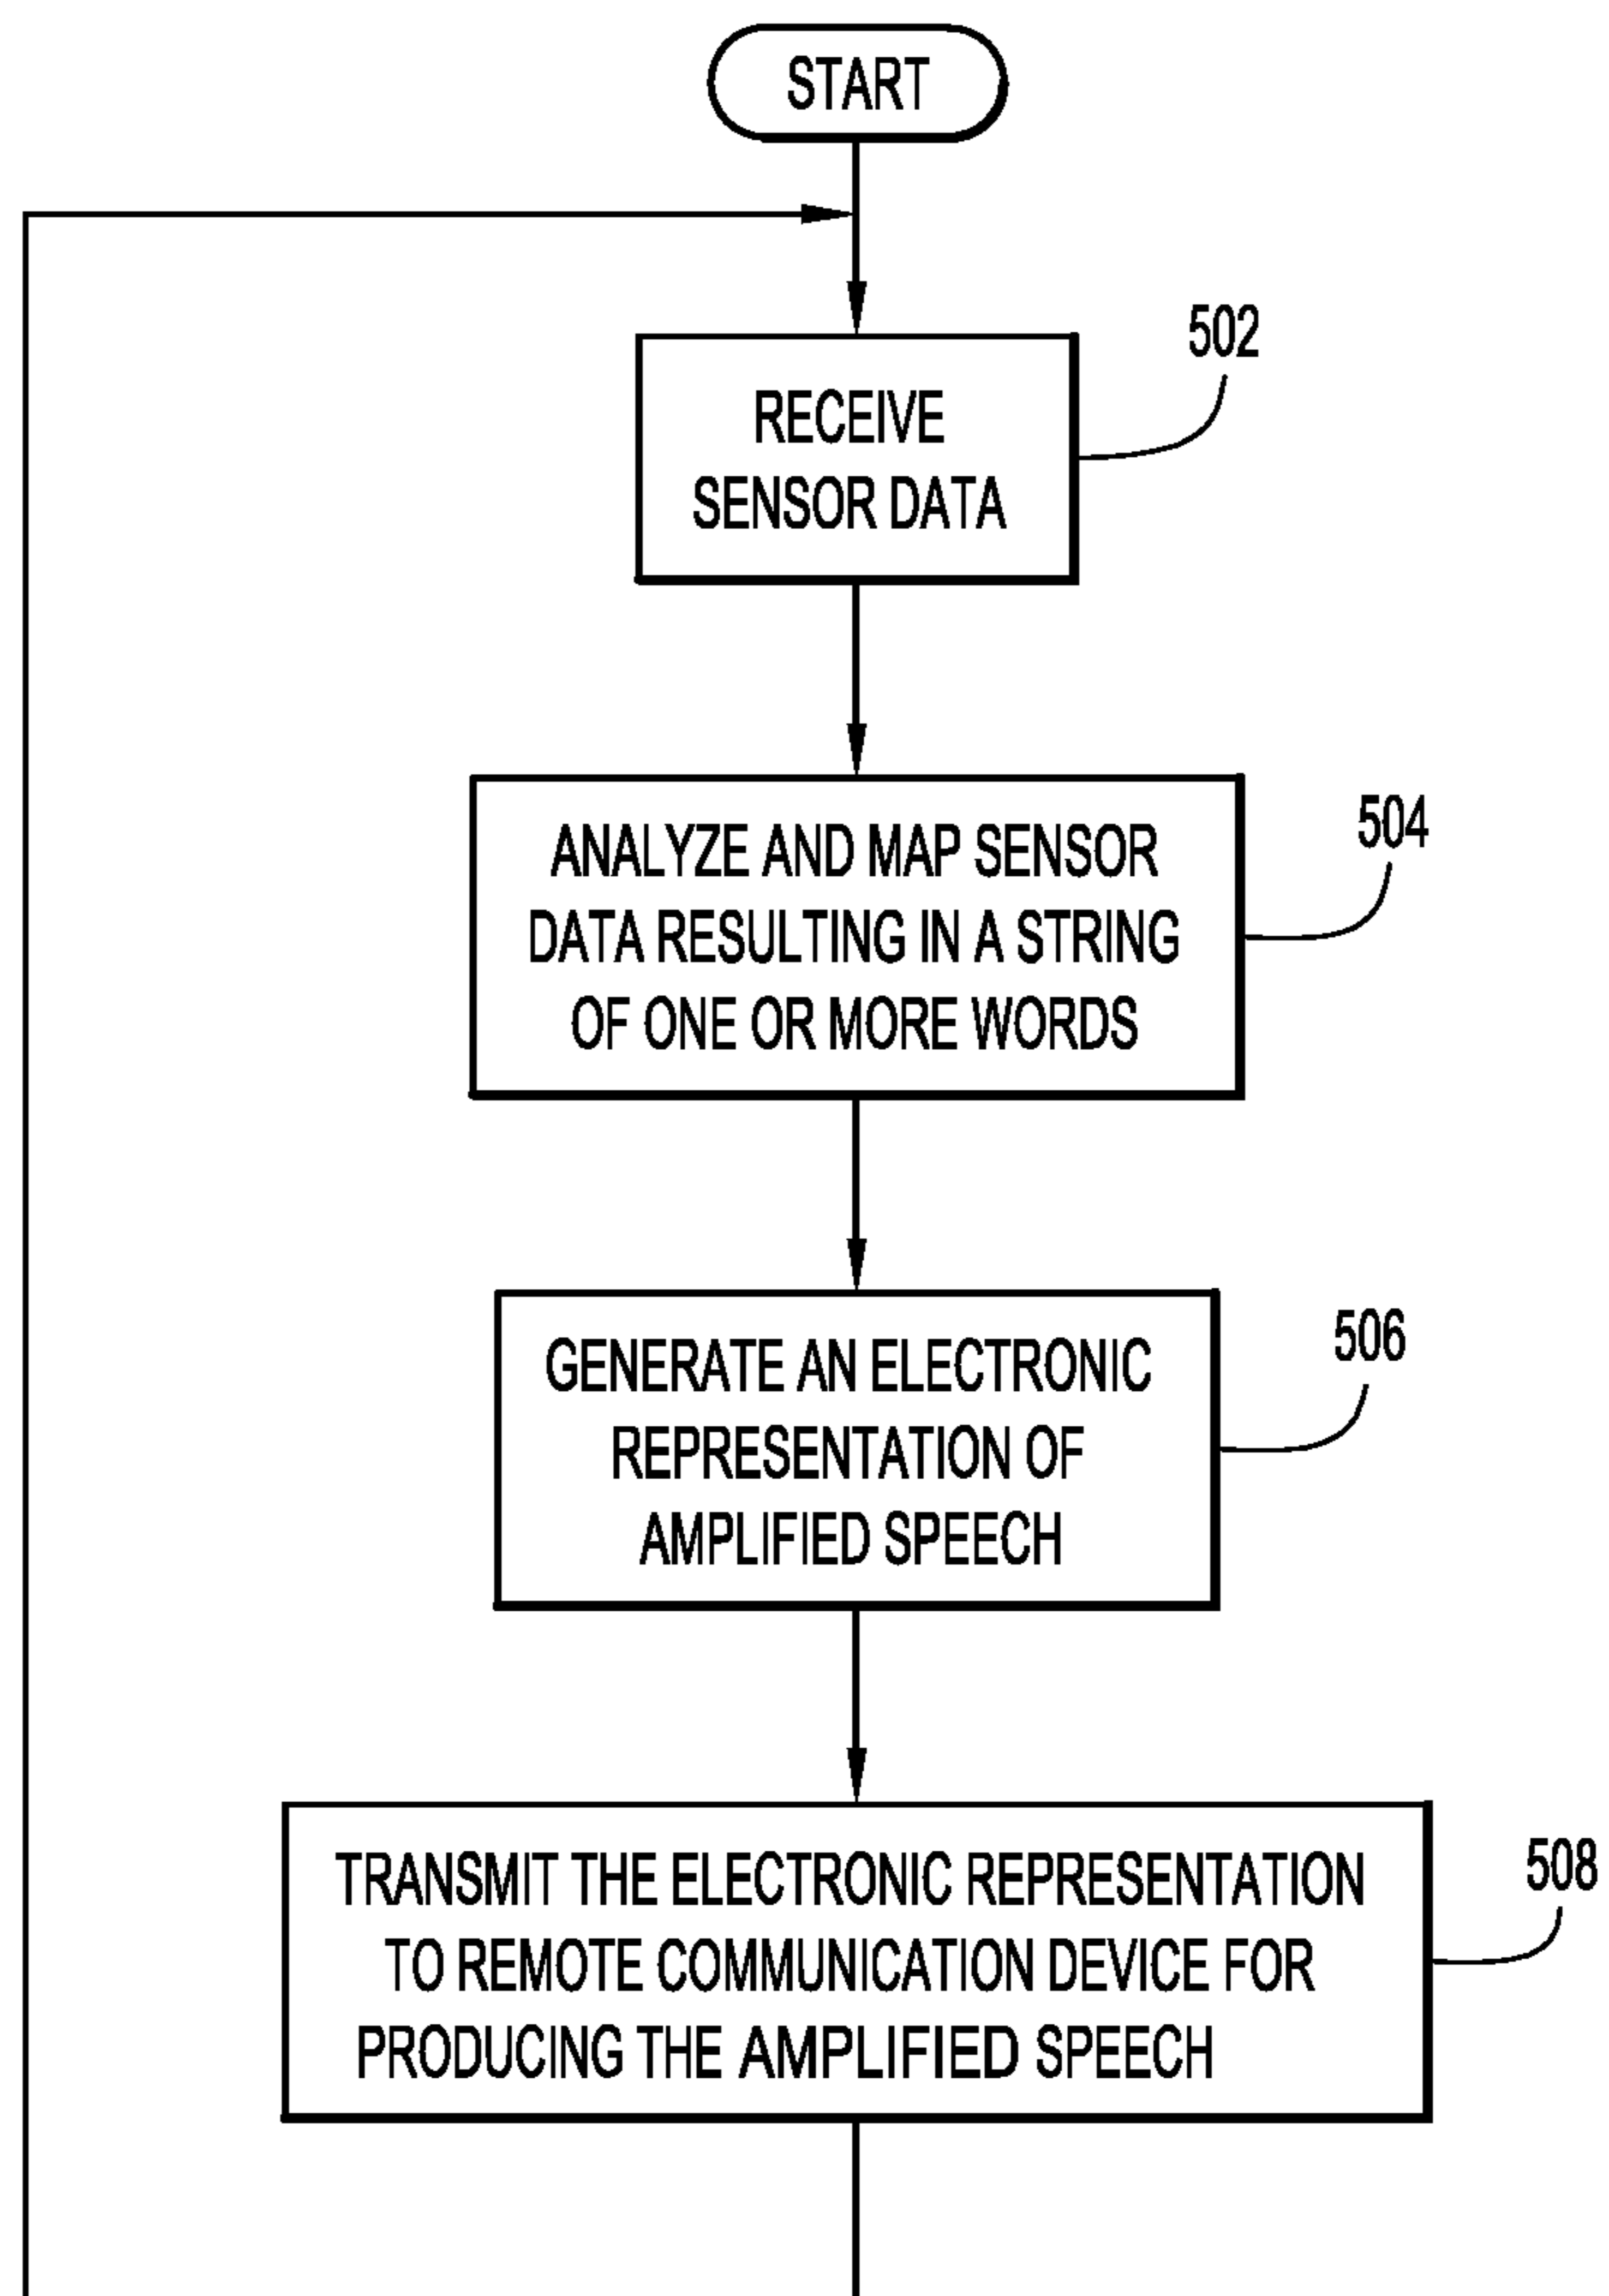 START
502
RECEIVE
SENSOR DATA
504
ANALYZE AND MAP SENSOR
DATA RESULTING IN A STRING
OF ONE OR MORE WORDS
506
GENERATE AN ELECTRONIC
REPRESENTATION OF
AMPLIFIED SPEECH
508
TRANSMIT THE ELECTRONIC REPRESENTATION
TO REMOTE COMMUNICATION DEVICE FOR
PRODUCING THE AMPLIFIED SPEECH